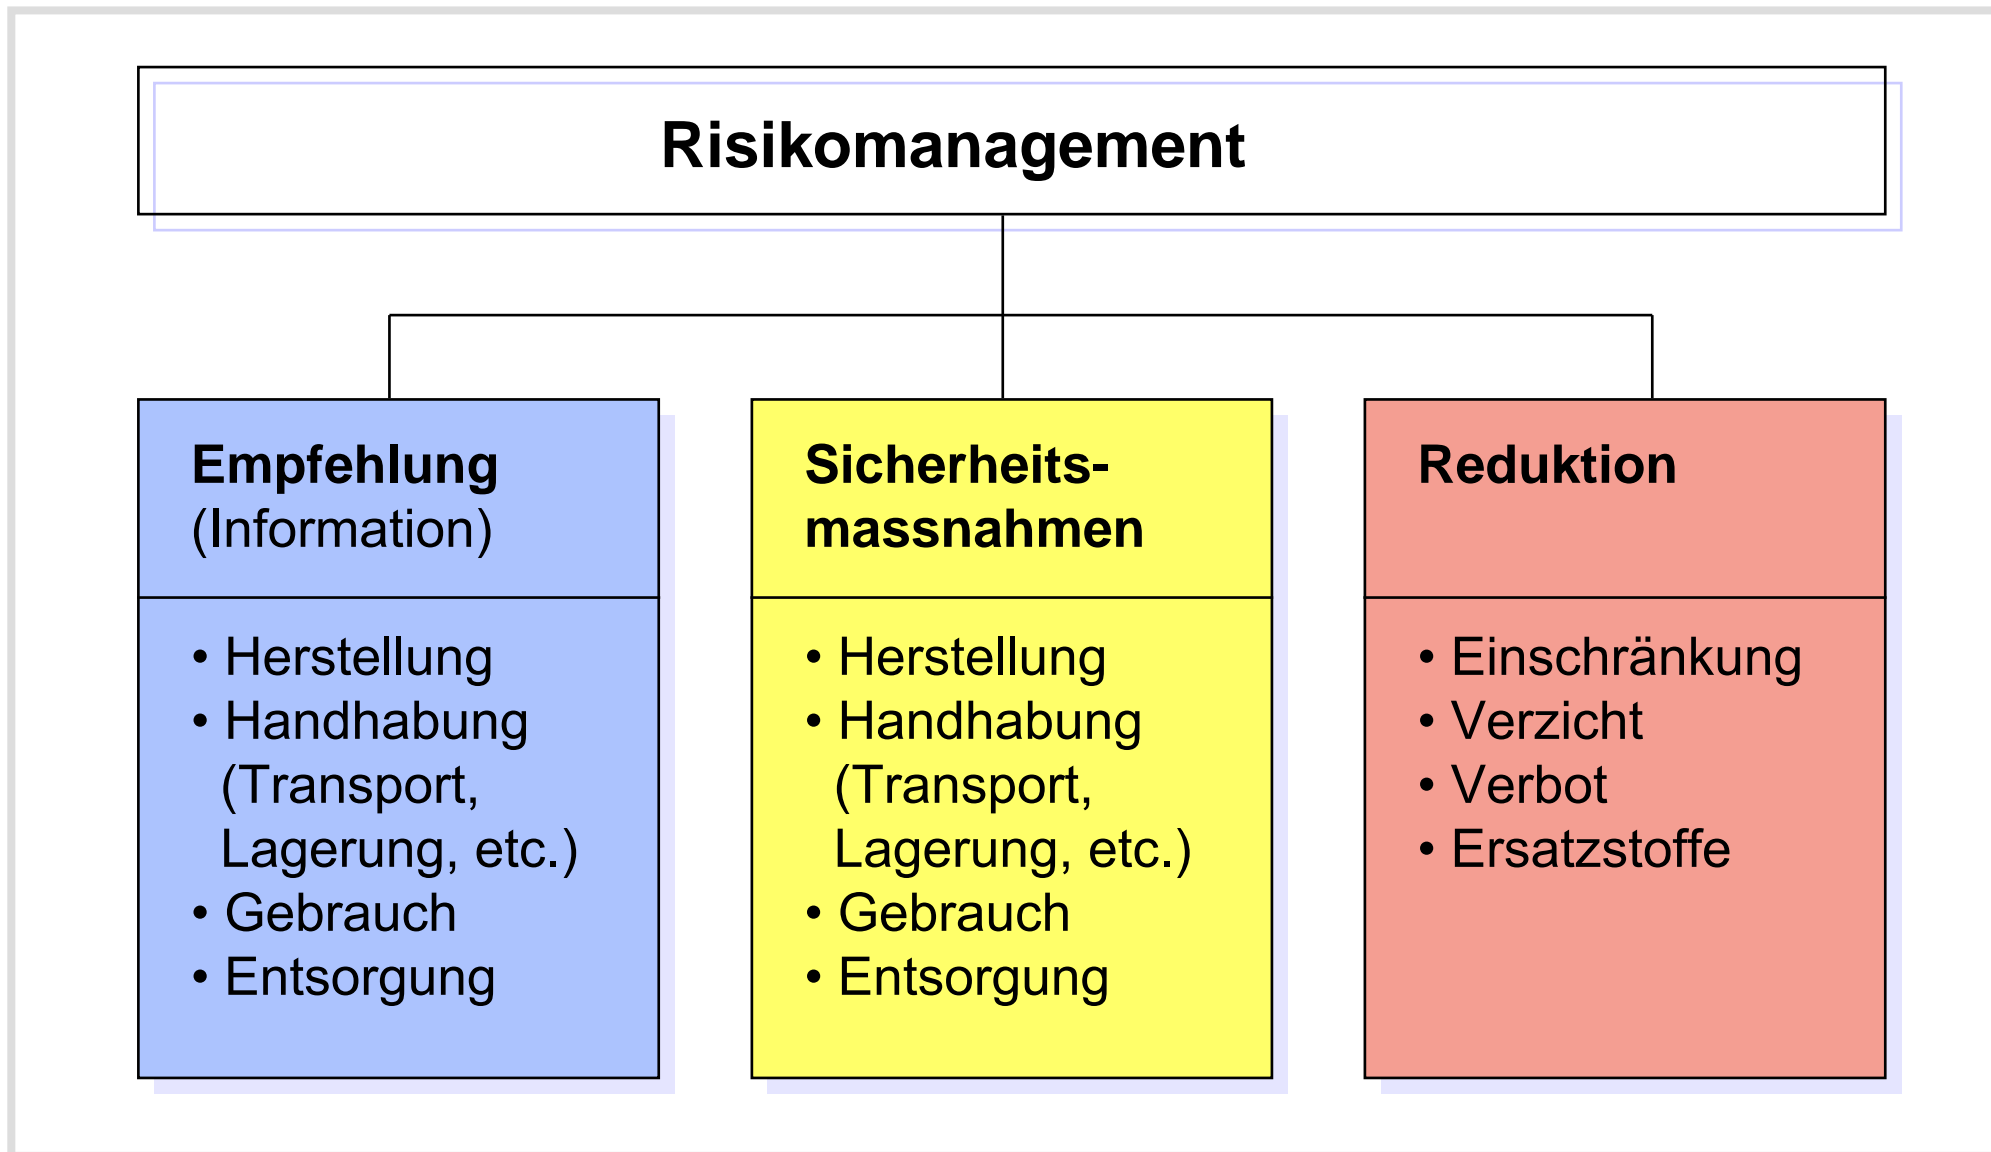 Risikomanagement
Empfehlung
(Information)
• Herstellung
• Handhabung
(Transport,
Lagerung, etc.)
• Gebrauch
• Entsorgung
Sicherheits-
massnahmen
• Herstellung
• Handhabung
(Transport,
Lagerung, etc.)
• Gebrauch
• Entsorgung
Reduktion
• Einschränkung
• Verzicht
• Verbot
• Ersatzstoffe